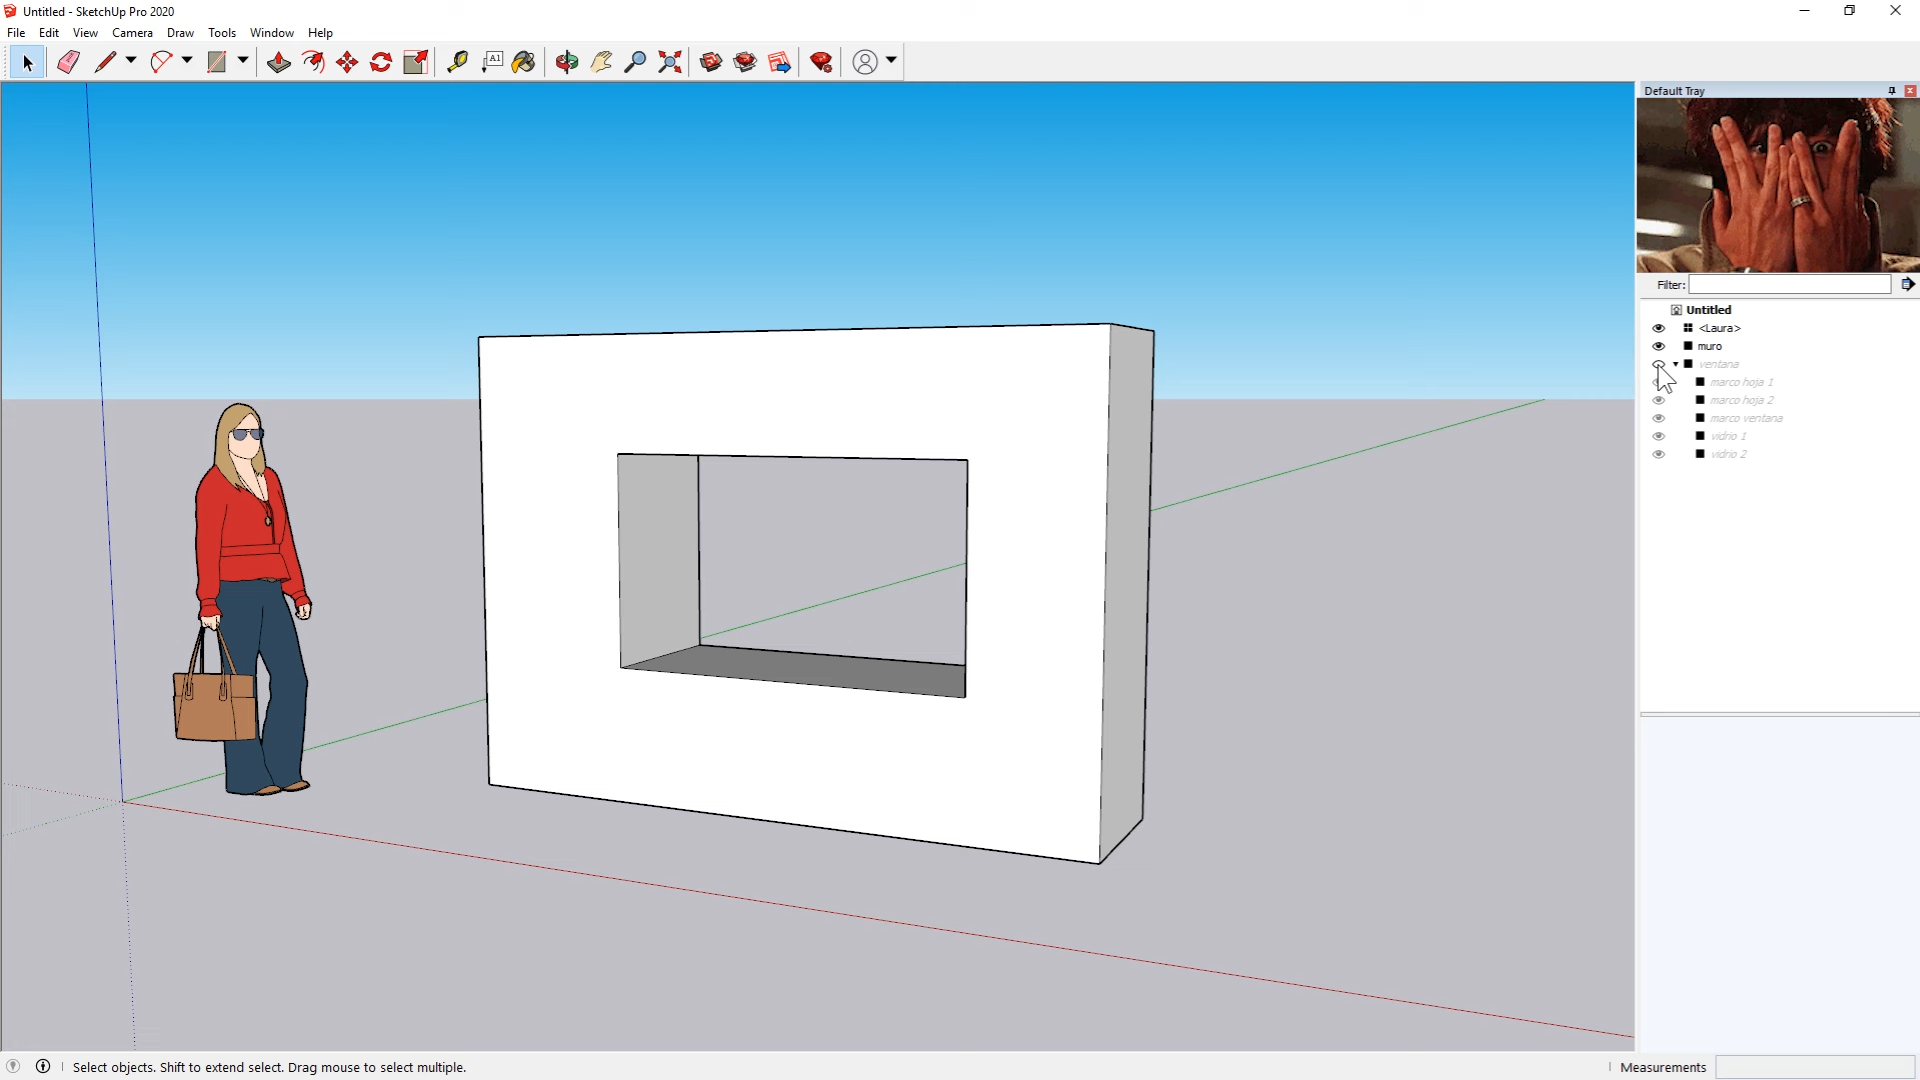 Untitled - SketchUp Pro 2020
File Edit View Camera Draw Tools Window Help
A1
Default Tray
Filter:
Untitled
<Laura>
muro
ventana
marco hoja 1
marco hoja 2
marco ventana
vidrio 1
vidrio 2
Select objects. Shift to extend select. Drag mouse to select multiple.
Measurements